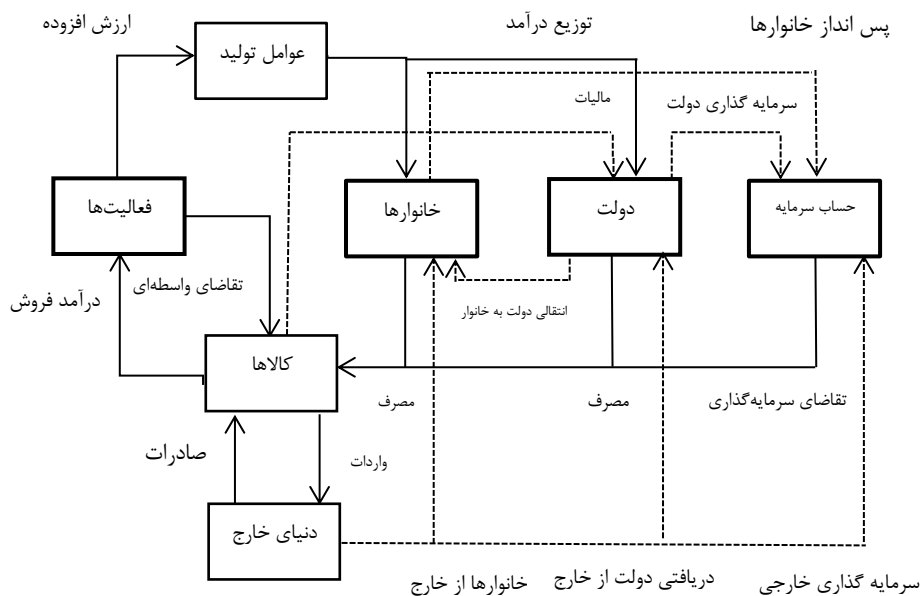 پس انداز خانوارها
توزیع درآمد
ارزش افزوده
عوامل تولید
مالیات
سرمایه گذاری دولت
حساب سرمایه
دولت
خانوارها
فعالیت‌ها
تقاضای واسطه‌ای
درآمد فروش
انتقالی دولت به خانوار
کالاها
تقاضای سرمایه‌گذاری
مصرف
مصرف
صادرات
واردات
دنیای خارج
سرمایه گذاری خارجی
دریافتی دولت از خارج
خانوارها از خارج